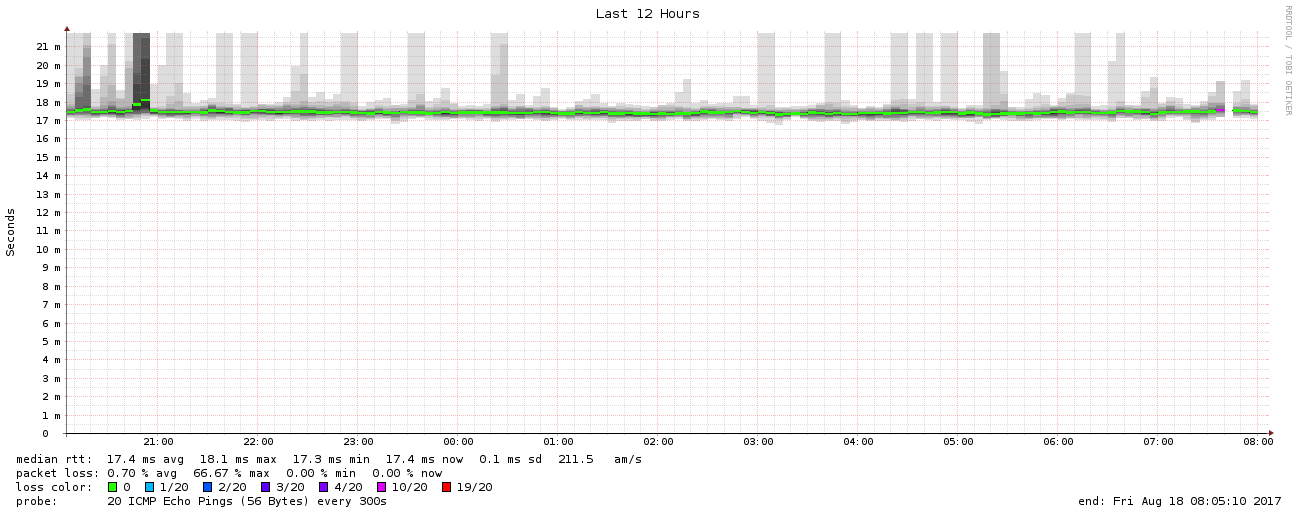 Last 12 Hours
RRDTOOL / TOBI OETIKER
Seconds
21 m
20 m
19 m
18 m
17 m
16 m
15 m
14 m
13 m
12 m
11 m
10 m
9 m
8 m
7 m
6 m
5 m
4 m
3 m
2 m
1 m
0
21:00 22:00 23:00 00:00 01:00 02:00 03:00 04:00 05:00 06:00 07:00 08:00
median rtt: 17.4 ms avg 18.1 ms max 17.3 ms min 17.4 ms now 0.1 ms sd 211.5 am/s
packet loss: 0.70 % avg 66.67 % max 0.00 % min 0.00 % now
loss color: 0 1/20 2/20 3/20 4/20 10/20 19/20
probe: 20 ICMP Echo Pings (56 Bytes) every 300s end: Fri Aug 18 08:05:10 2017